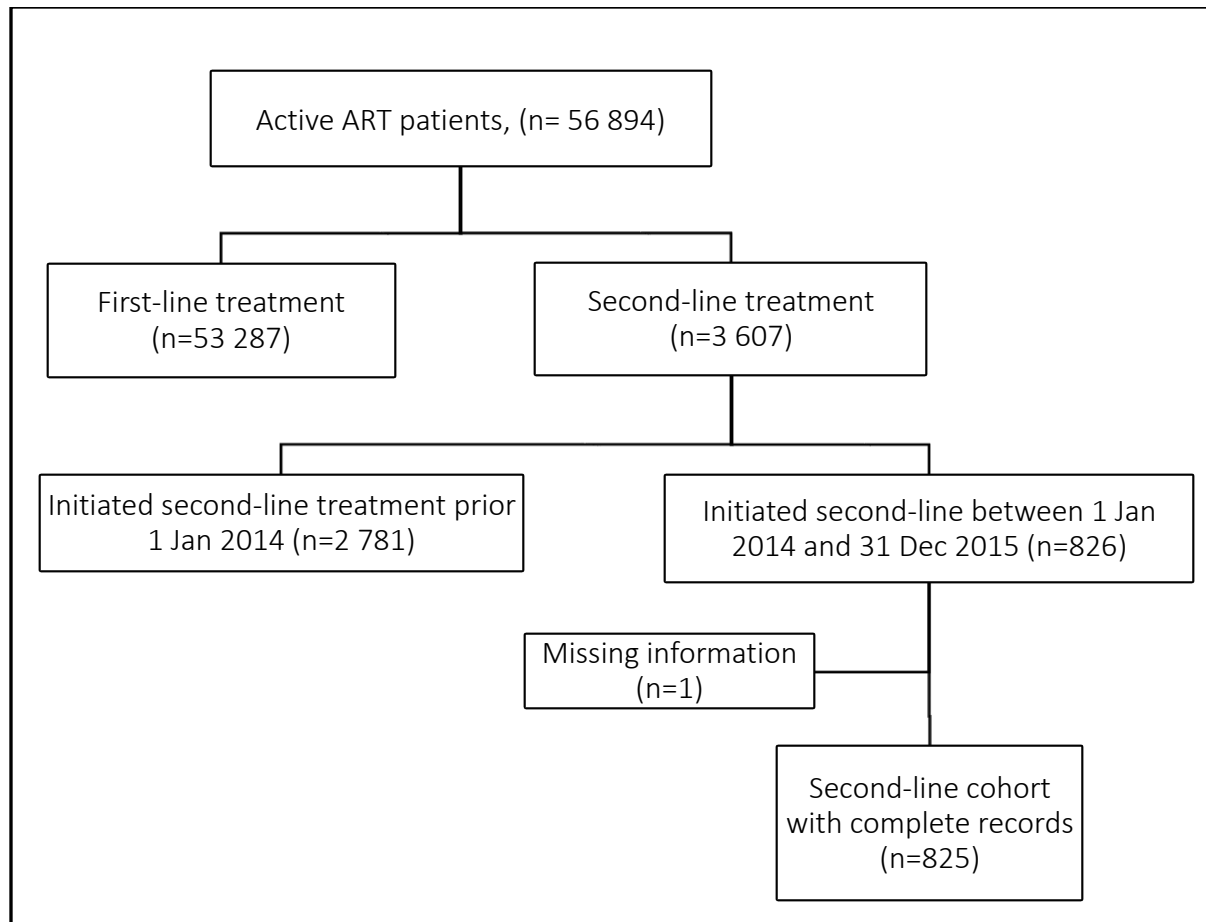 Active ART patients, (n= 56 894)
First-line treatment
(n=53 287)
Second-line treatment
(n=3 607)
Initiated second-line treatment prior
1 Jan 2014 (n=2 781)
Initiated second-line between 1 Jan
2014 and 31 Dec 2015 (n=826)
Missing information
(n=1)
Second-line cohort
with complete records
(n=825)